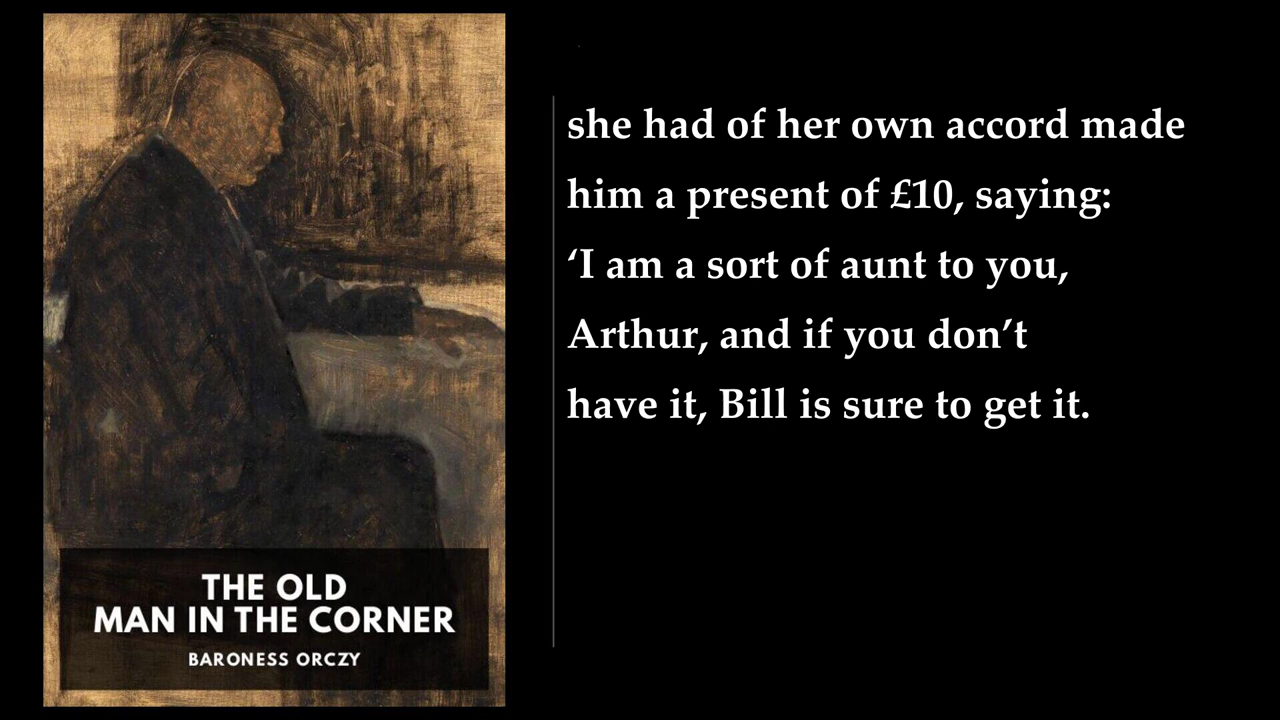 THE OLD
MAN IN THE CORNER
BARONESS ORCZY
she had of her own accord made
him a present of £10, saying:
‘I am a sort of aunt to you,
Arthur, and if you don’t
have it, Bill is sure to get it.